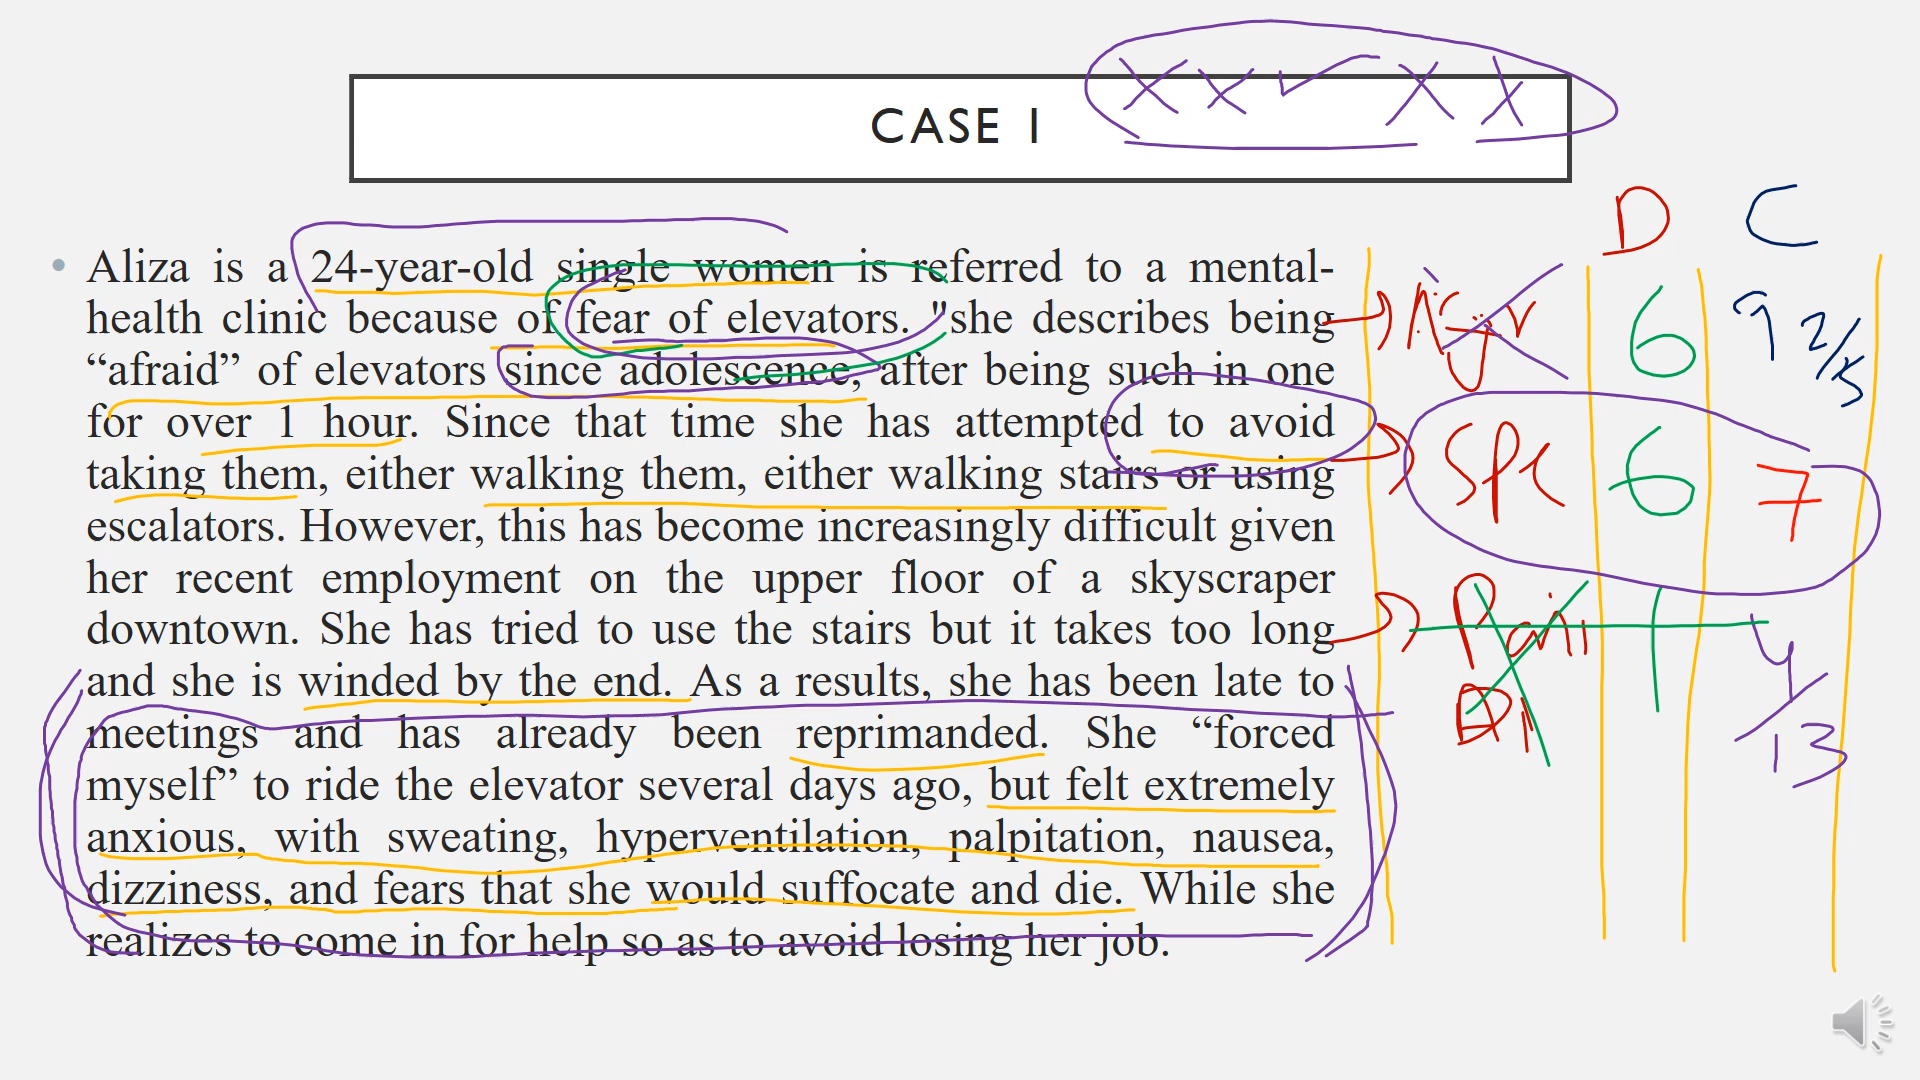 CASE 1
• Aliza is a 24-year-old single women is referred to a mental-
health clinic because of fear of elevators. "she describes being
“afraid” of elevators since adolescence, after being such in one
for over 1 hour. Since that time she has attempted to avoid
taking them, either walking them, either walking stairs or using
escalators. However, this has become increasingly difficult given
her recent employment on the upper floor of a skyscraper
downtown. She has tried to use the stairs but it takes too long
and she is winded by the end. As a results, she has been late to
meetings and has already been reprimanded. She “forced
myself” to ride the elevator several days ago, but felt extremely
anxious, with sweating, hyperventilation, palpitation, nausea,
dizziness, and fears that she would suffocate and die. While she
realizes to come in for help so as to avoid losing her job.
D C
6
6 7
1 4/13